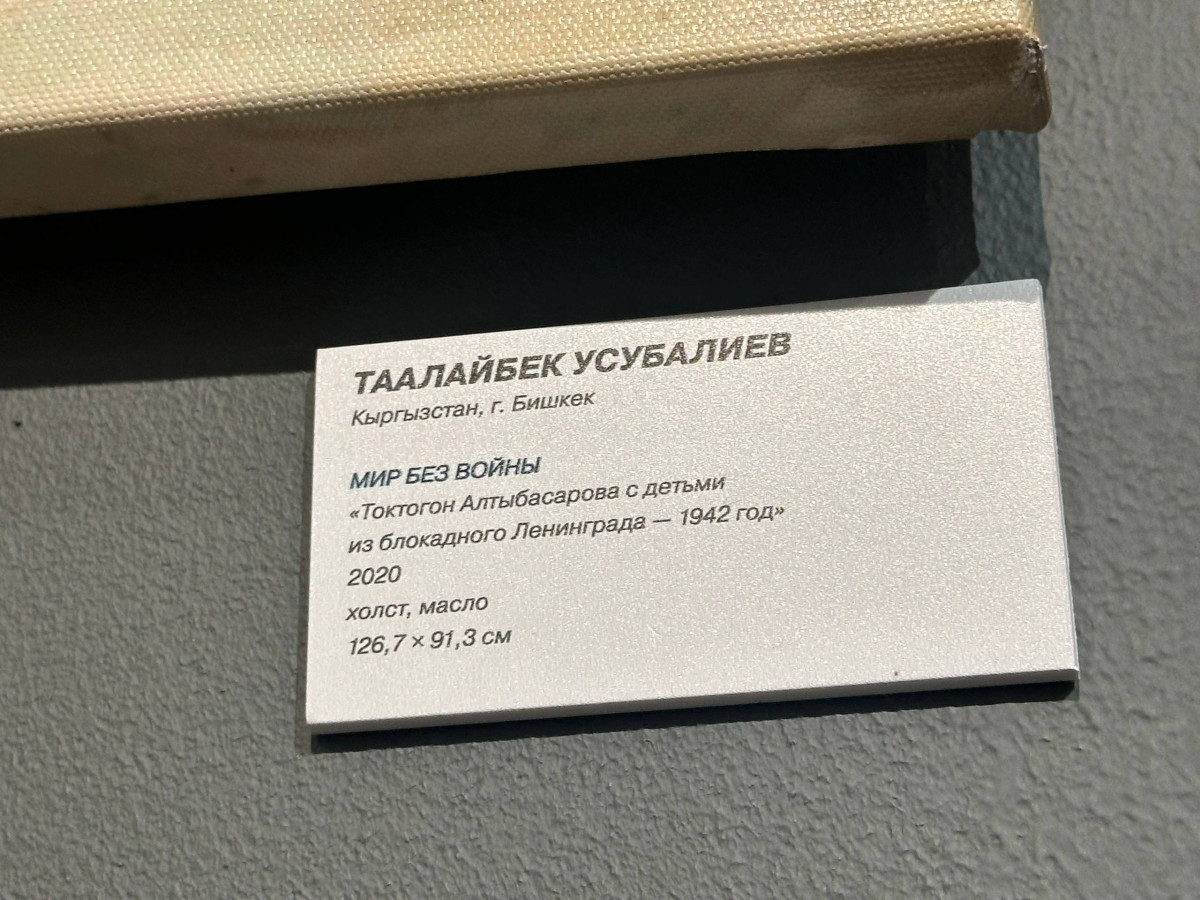 ТААЛАЙБЕК УСУБАЛИЕВ
Кыргызстан, г. Бишкек
МИР БЕЗ ВОЙНЫ
«Токтогон Алтыбасарова с детьми
из блокадного Ленинграда — 1942 год»
2020
холст, масло
126,7 × 91,3 см